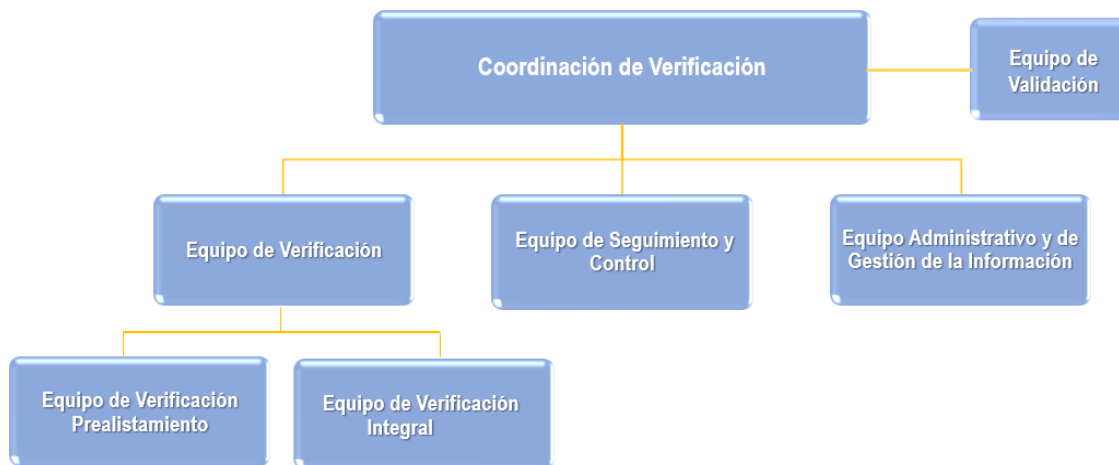 Coordinación de Verificación
Equipo de
Validación
Equipo de Verificación
Equipo de Seguimiento y
Control
Equipo Administrativo y de
Gestión de la Información
Equipo de Verificación
Prealistamiento
Equipo de Verificación
Integral